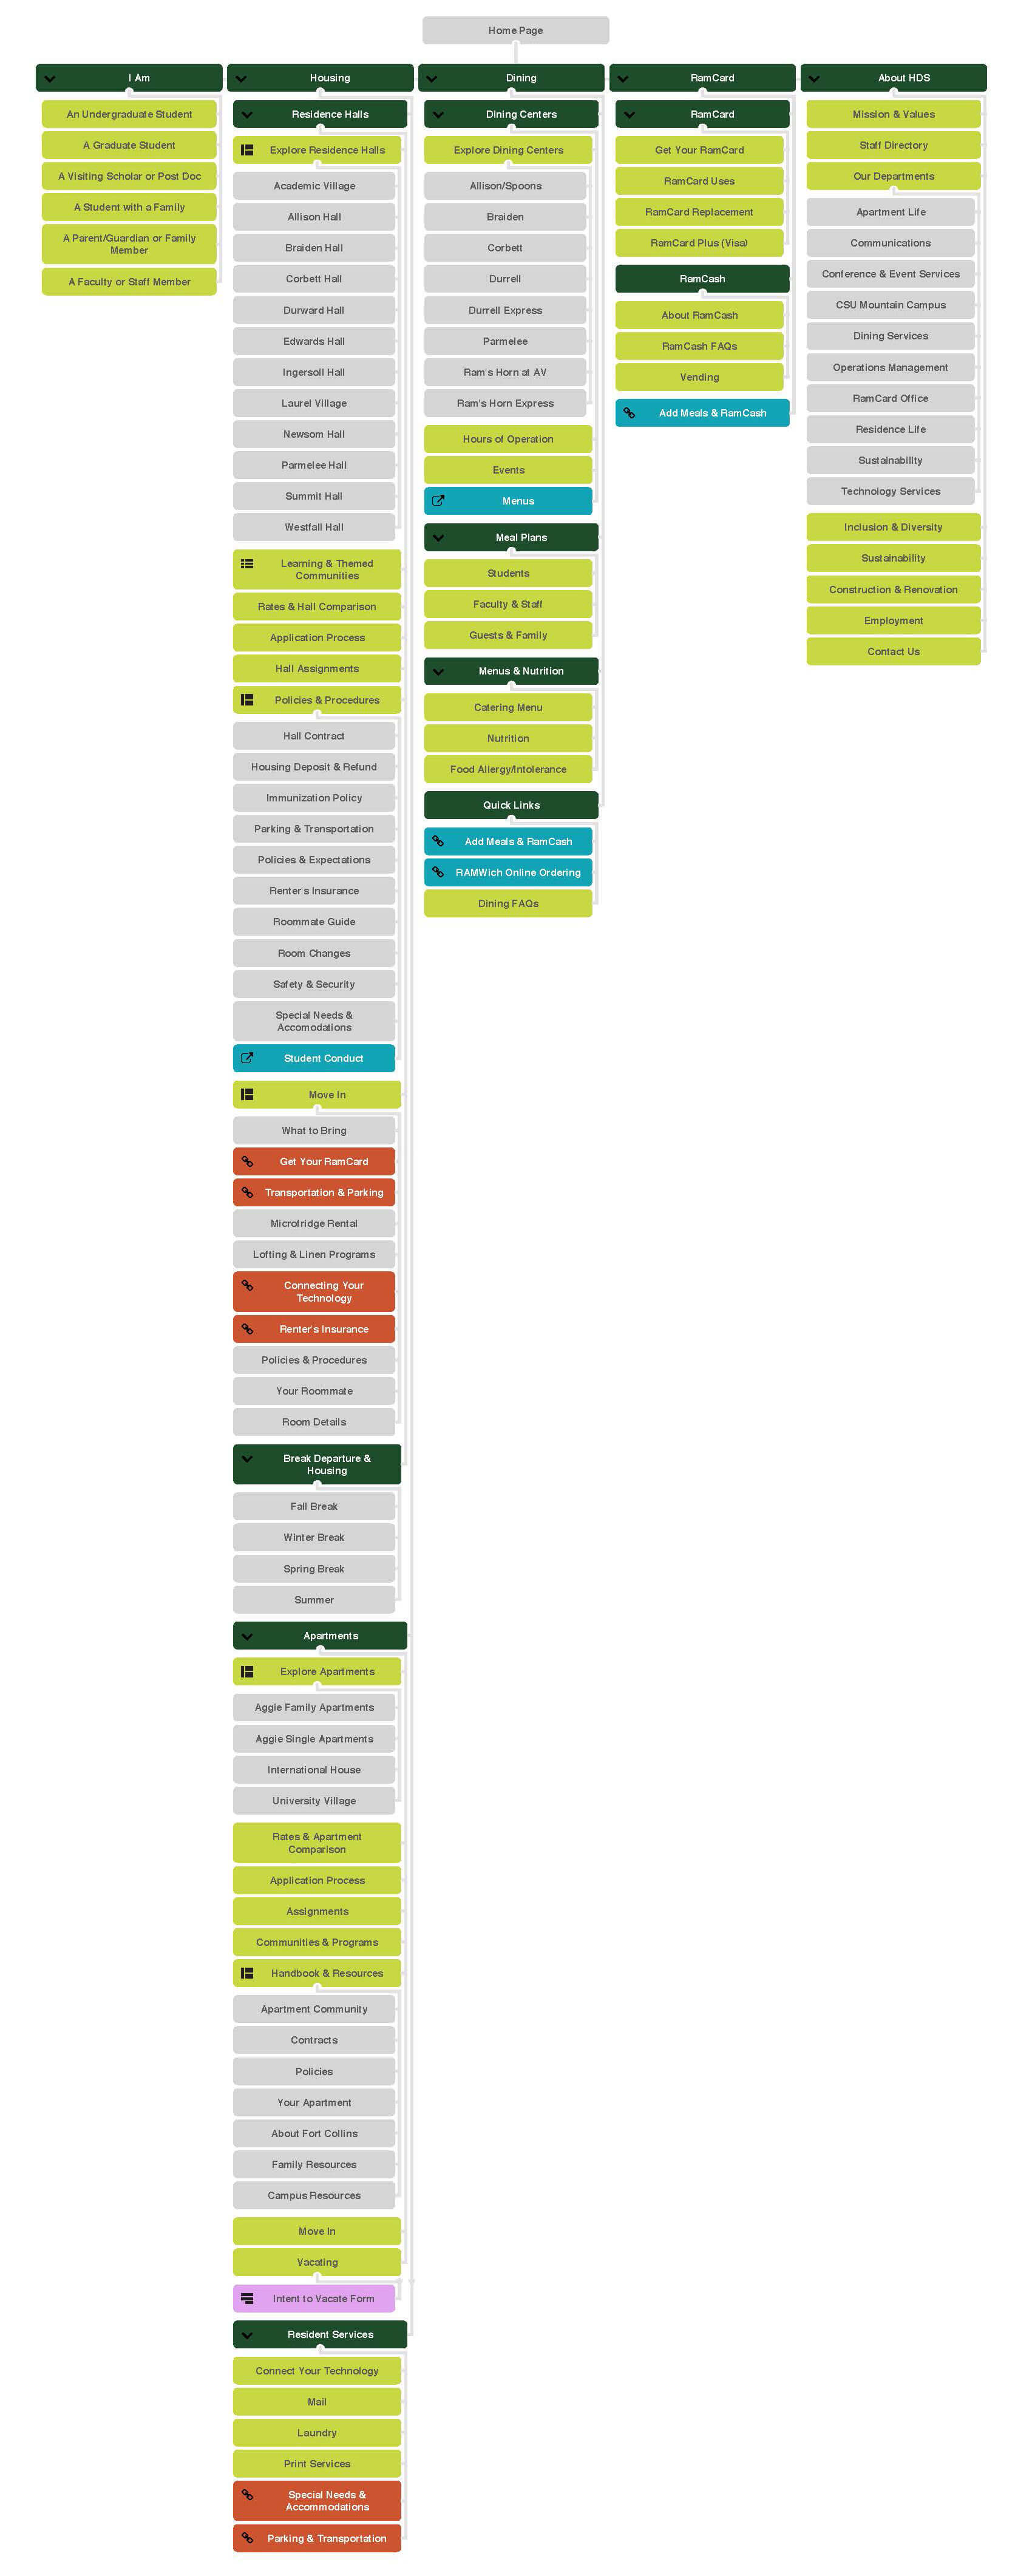 Home Page
I Am
An Undergraduate Student
A Graduate Student
A Visiting Scholar or Post Doc
A Student with a Family
A Parent/Guardian or Family
Member
A Faculty or Staff Member
Housing
Residence Halls
Explore Residence Halls
Academic Village
Allison Hall
Braiden Hall
Corbett Hall
Durward Hall
Edwards Hall
Ingersoll Hall
Laurel Village
Newsom Hall
Parmelee Hall
Summit Hall
Westfall Hall
Learning & Themed
Communities
Rates & Hall Comparison
Application Process
Hall Assignments
Policies & Procedures
Hall Contract
Housing Deposit & Refund
Immunization Policy
Parking & Transportation
Policies & Expectations
Renter's Insurance
Roommate Guide
Room Changes
Safety & Security
Special Needs &
Accomodations
Student Conduct
Move In
What to Bring
Get Your RamCard
Transportation & Parking
Microfridge Rental
Lofting & Linen Programs
Connecting Your
Technology
Renter's Insurance
Policies & Procedures
Your Roommate
Room Details
Break Departure &
Housing
Fall Break
Winter Break
Spring Break
Summer
Apartments
Explore Apartments
Aggie Family Apartments
Aggie Single Apartments
International House
University Village
Rates & Apartment
Comparison
Application Process
Assignments
Communities & Programs
Handbook & Resources
Apartment Community
Contracts
Policies
Your Apartment
About Fort Collins
Family Resources
Campus Resources
Move In
Vacating
Intent to Vacate Form
Resident Services
Connect Your Technology
Mail
Laundry
Print Services
Special Needs &
Accommodations
Parking & Transportation
Dining
Dining Centers
Explore Dining Centers
Allison/Spoons
Braiden
Corbett
Durrell
Durrell Express
Parmelee
Ram's Horn at AV
Ram's Horn Express
Hours of Operation
Events
Menus
Meal Plans
Students
Faculty & Staff
Guests & Family
Menus & Nutrition
Catering Menu
Nutrition
Food Allergy/Intolerance
Quick Links
Add Meals & RamCash
RAMWich Online Ordering
Dining FAQs
RamCard
RamCard
Get Your RamCard
RamCard Uses
RamCard Replacement
RamCard Plus (Visa)
RamCash
About RamCash
RamCash FAQs
Vending
Add Meals & RamCash
About HDS
Mission & Values
Staff Directory
Our Departments
Apartment Life
Communications
Conference & Event Services
CSU Mountain Campus
Dining Services
Operations Management
RamCard Office
Residence Life
Sustainability
Technology Services
Inclusion & Diversity
Sustainability
Construction & Renovation
Employment
Contact Us